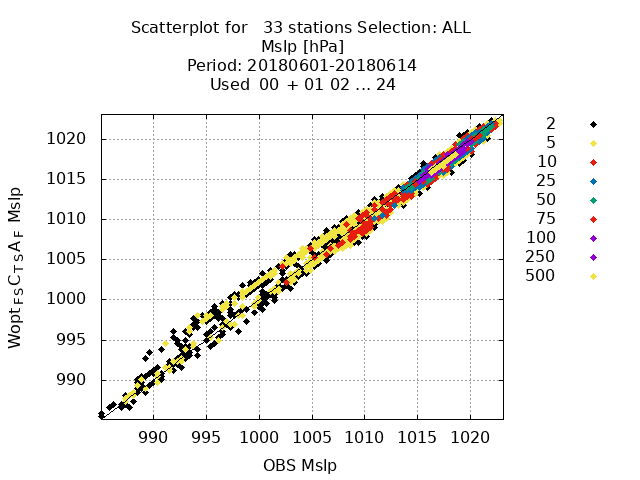 Scatterplot for   33 stations Selection: ALL
Mslp [hPa]
Period: 20180601-20180614
Used 00 + 01 02 ... 24
1020
1015
1010
1005
1000
995
990
Wopt FS C TS A F Mslp
990 995 1000 1005 1010 1015 1020
OBS Mslp
2
5
10
25
50
75
100
250
500